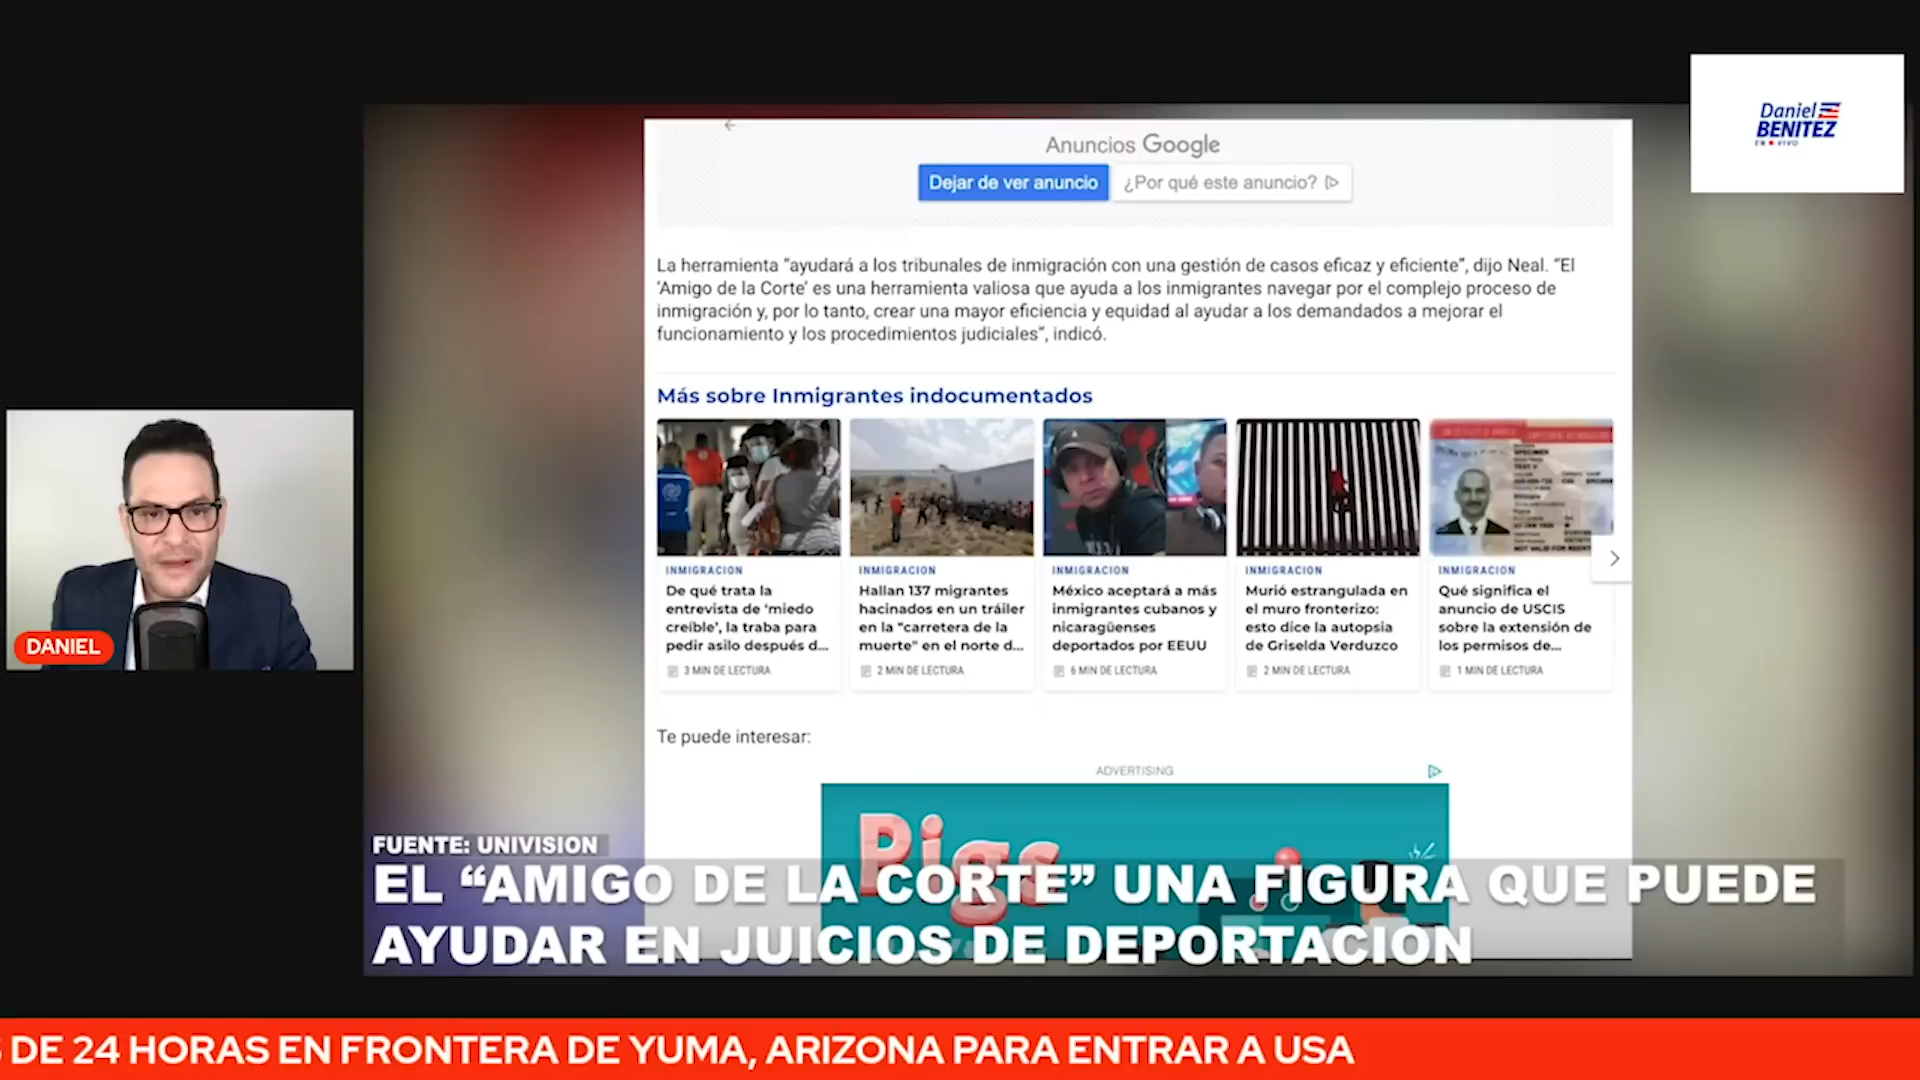 Daniel
BENITEZ
EN VIVO
Anuncios Google
Dejar de ver anuncio
¿Por qué este anuncio?
La herramienta “ayudará a los tribunales de inmigración con una gestión de casos eficaz y eficiente”, dijo Neal. “El
‘Amigo de la Corte’ es una herramienta valiosa que ayuda a los inmigrantes navegar por el complejo proceso de
inmigración y, por lo tanto, crear una mayor eficiencia y equidad al ayudar a los demandados a mejorar el
funcionamiento y los procedimientos judiciales”, indicó.
Más sobre Inmigrantes indocumentados
INMIGRACION
De qué trata la
entrevista de ‘miedo
creíble’, la traba para
pedir asilo después d...
3 MIN DE LECTURA
INMIGRACION
Hallan 137 migrantes
hacinados en un tráiler
en la "carretera de la
muerte" en el norte d...
2 MIN DE LECTURA
INMIGRACION
México aceptará a más
inmigrantes cubanos y
nicaragüenses
deportados por EEUU
6 MIN DE LECTURA
INMIGRACION
Murió estrangulada en
el muro fronterizo:
esto dice la autopsia
de Griselda Verduzco
2 MIN DE LECTURA
INMIGRACION
Qué significa el
anuncio de USCIS
sobre la extensión de
los permisos de...
1 MIN DE LECTURA
Te puede interesar:
ADVERTISING
Pigs
DANIEL
FUENTE: UNIVISION
EL “AMIGO DE LA CORTE” UNA FIGURA QUE PUEDE
AYUDAR EN JUICIOS DE DEPORTACION
DE 24 HORAS EN FRONTERA DE YUMA, ARIZONA PARA ENTRAR A USA